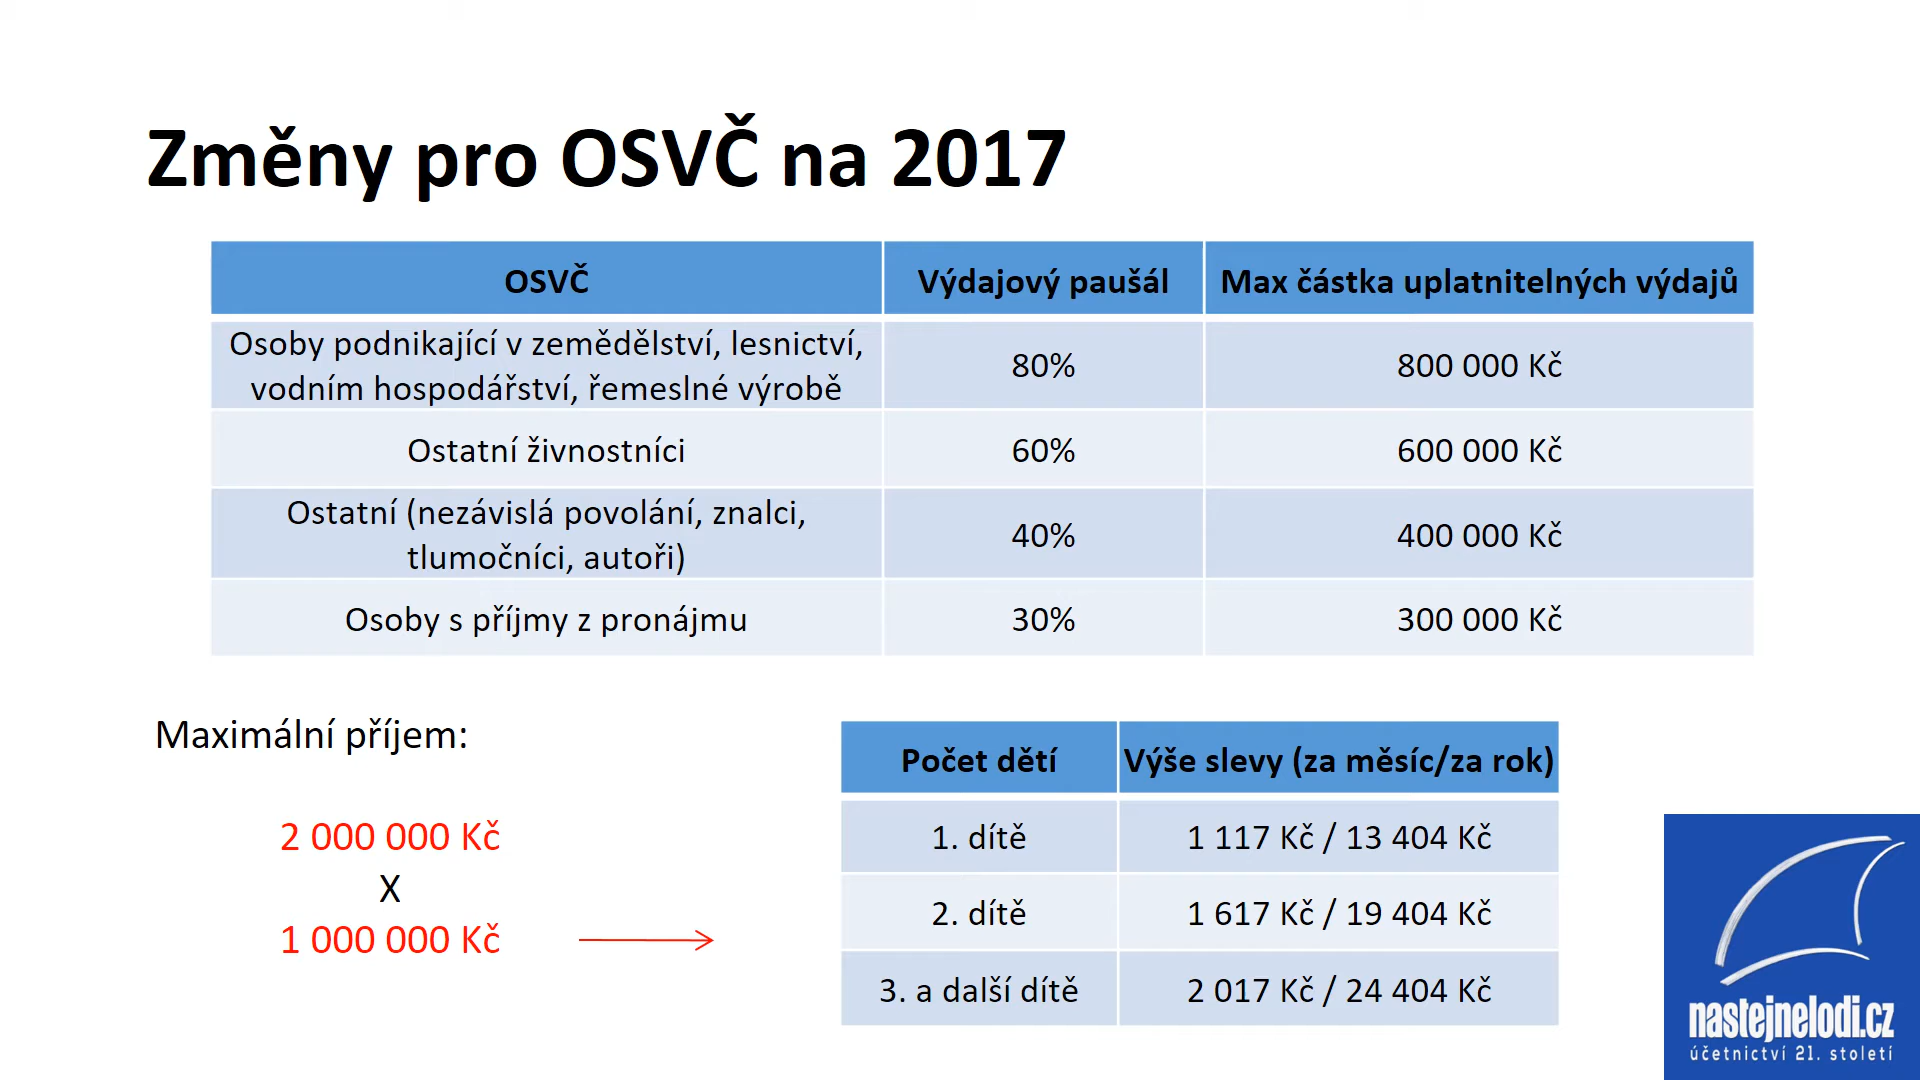 Změny pro OSVČ na 2017
OSVČ
Výdajový paušál
Max částka uplatnitelných výdajů
Osoby podnikající v zemědělství, lesnictví,
vodním hospodářství, řemeslné výrobě
80%
800 000 Kč
Ostatní živnostníci
60%
600 000 Kč
Ostatní (nezávislá povolání, znalci,
tlumočníci, autoři)
40%
400 000 Kč
Osoby s příjmy z pronájmu
30%
300 000 Kč
Maximální příjem:
2 000 000 Kč
X
1 000 000 Kč
Počet dětí
Výše slevy (za měsíc/za rok)
1. dítě
1 117 Kč / 13 404 Kč
2. dítě
1 617 Kč / 19 404 Kč
3. a další dítě
2 017 Kč / 24 404 Kč
nastejnelodi.cz
účetnictví 21. století